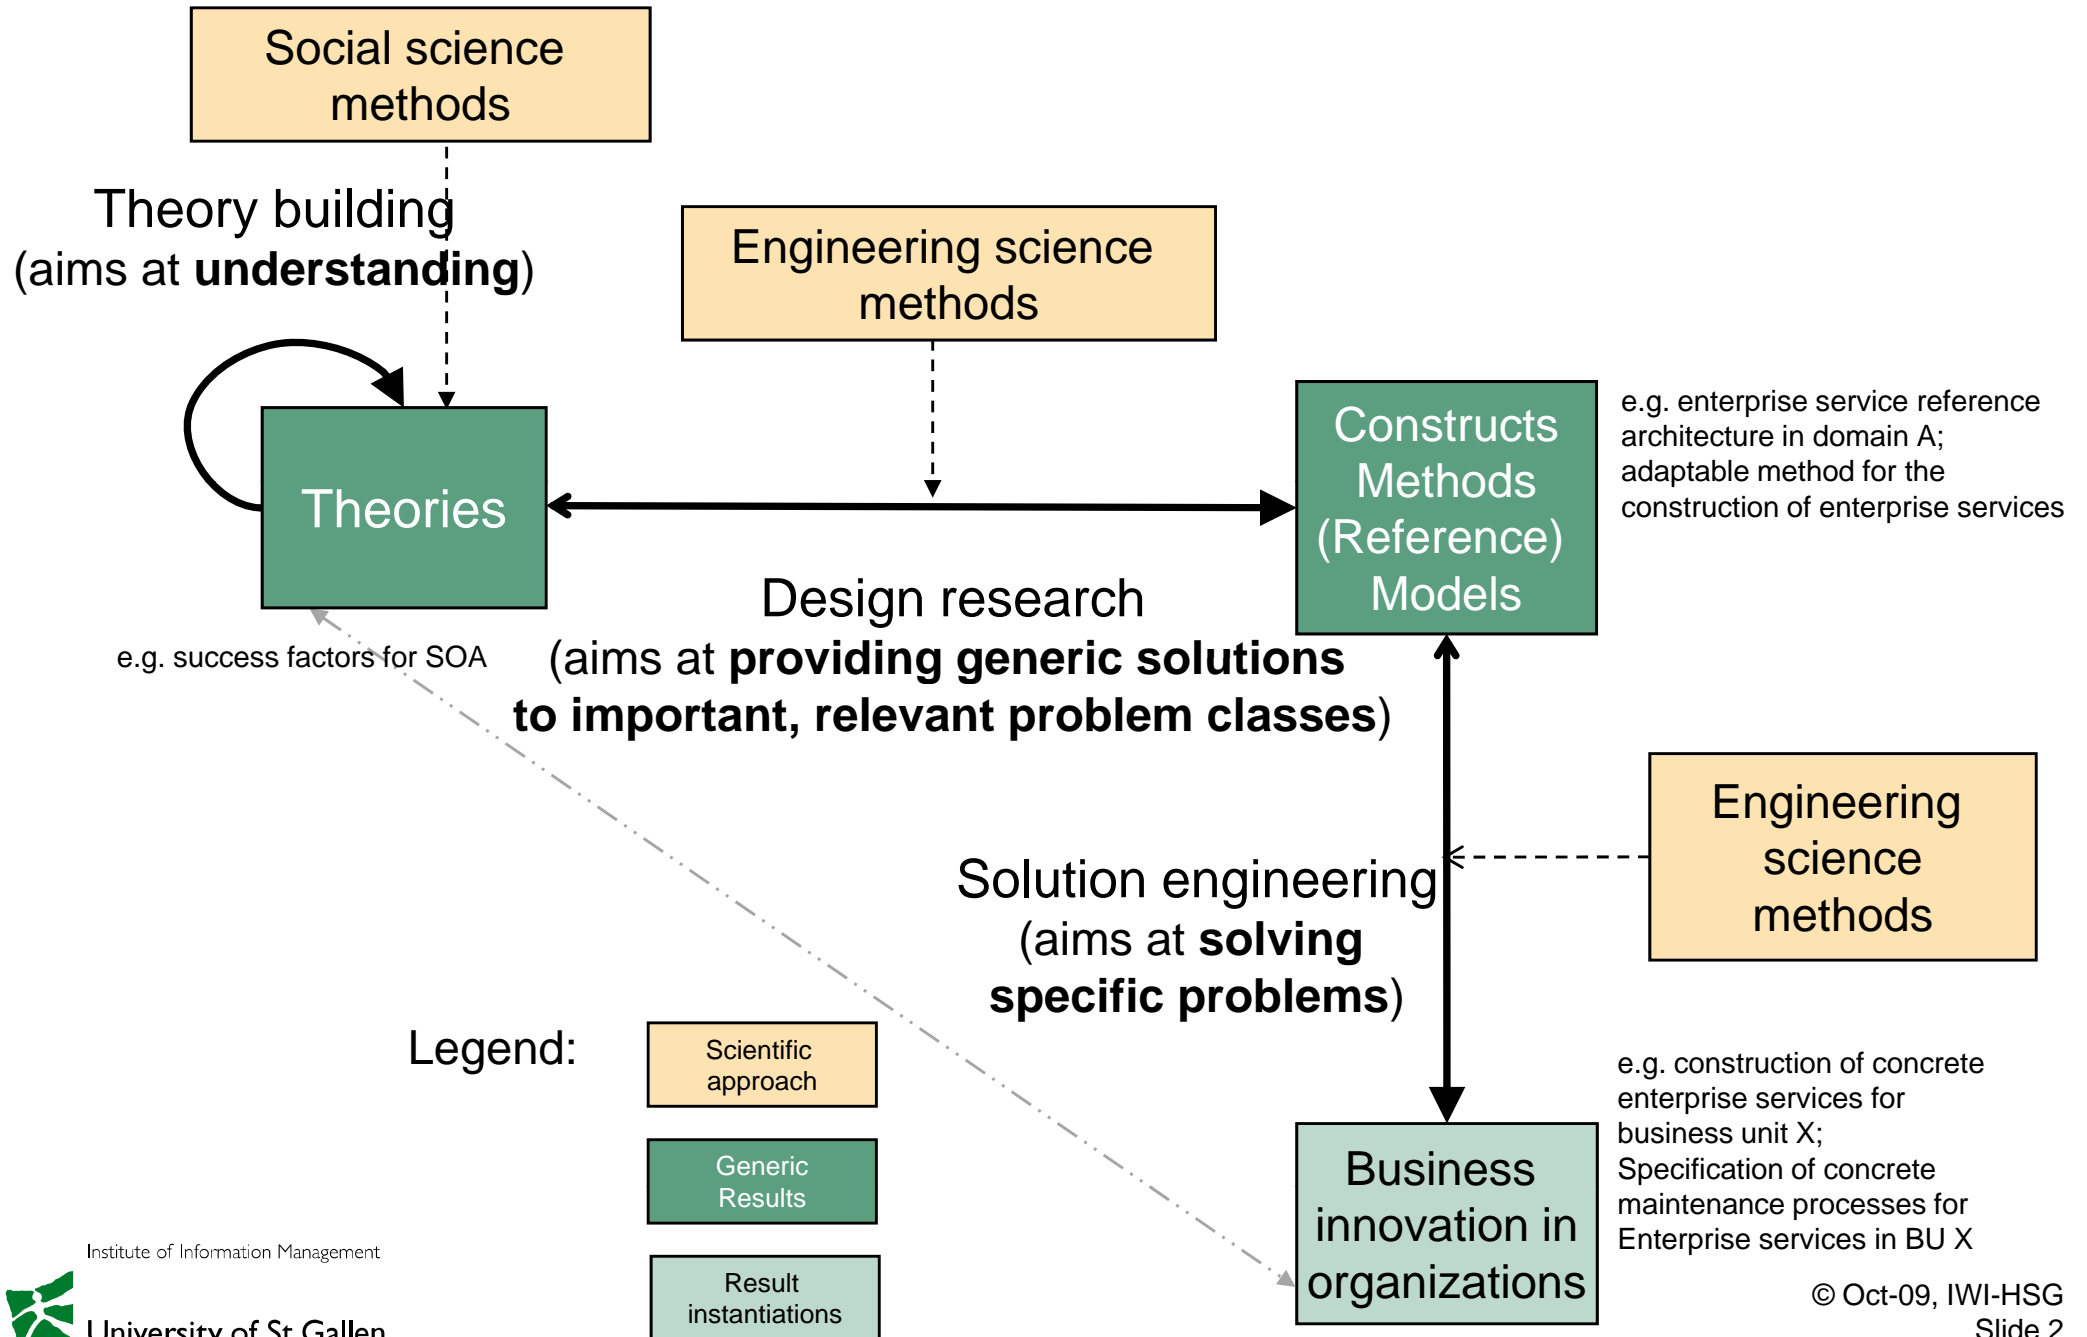 Social science
methods
Theory building
(aims at understanding)
Engineering science
methods
Theories
Constructs
Methods
(Reference)
Models
e.g. enterprise service reference
architecture in domain A;
adaptable method for the
construction of enterprise services
e.g. success factors for SOA
Design research
(aims at providing generic solutions
to important, relevant problem classes)
Engineering
science
methods
Solution engineering
(aims at solving
specific problems)
Legend:
Scientific
approach
Generic
Results
Result
instantiations
Business
innovation in
organizations
e.g. construction of concrete
enterprise services for
business unit X;
Specification of concrete
maintenance processes for
Enterprise services in BU X
Institute of Information Management
University of St.Gallen
© Oct-09, IWI-HSG
Slide 2